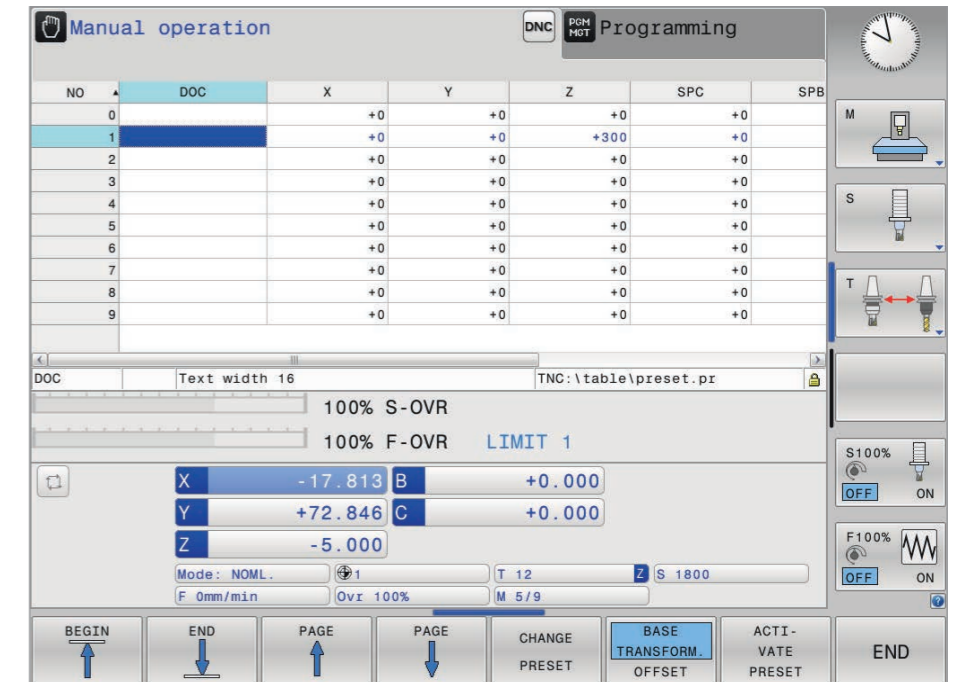 Manual operation DNC PGM MGT Programming
NO DOC X Y Z SPC SPB
0 +0 +0 +0 +0
1 +0 +0 +300 +0
2 +0 +0 +0 +0
3 +0 +0 +0 +0
4 +0 +0 +0 +0
5 +0 +0 +0 +0
6 +0 +0 +0 +0
7 +0 +0 +0 +0
8 +0 +0 +0 +0
9 +0 +0 +0 +0
DOC Text width 16 TNC:\table\preset.pr
100% S-OVR
100% F-OVR LIMIT 1
X -17.813 B +0.000
Y +72.846 C +0.000
Z -5.000
Mode: NOML. 1 T 12 Z S 1800
F 0mm/min Ovr 100% M 5/9
M
S
T
S100%
OFF ON
F100%
OFF ON
?
BEGIN
END
PAGE
PAGE
CHANGE
PRESET
BASE
TRANSFORM.
OFFSET
ACTI-
VATE
PRESET
END